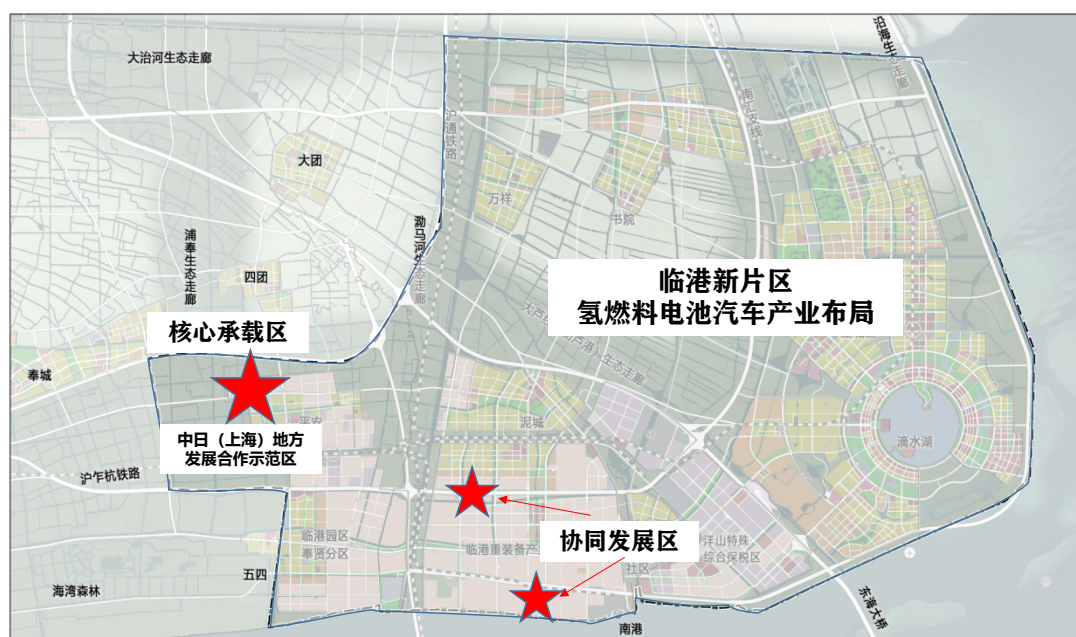 大治河生态走廊
沿海生态走廊
沪通铁路
南汇支线
大团
万祥
书院
泐马河生态走廊
浦奉生态走廊
四团
临港新片区
氢燃料电池汽车产业布局
核心承载区
奉城
生态走廊
平安
泥城
滴水湖
中日（上海）地方
发展合作示范区
沪乍杭铁路
协同发展区
临港园区
奉贤分区
临港重装备产
洋山特殊
综合保税区
社区
五四
海湾森林
南港
东海大桥